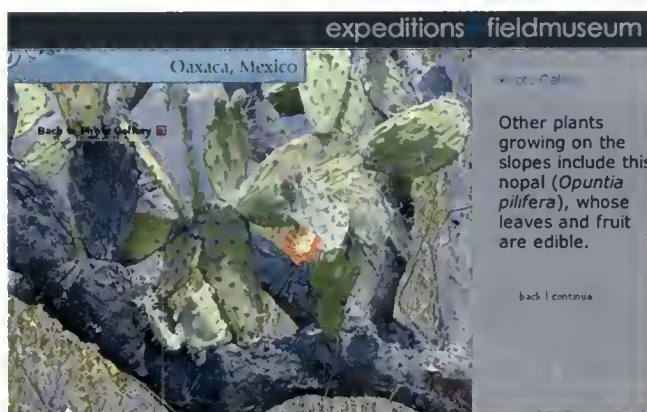 expeditions fieldmuseum
Oaxaca, Mexico
Back to Photo Gallery
Other plants
growing on the
slopes include this
nopal (Opuntia
pilifera), whose
leaves and fruit
are edible.
back | continue